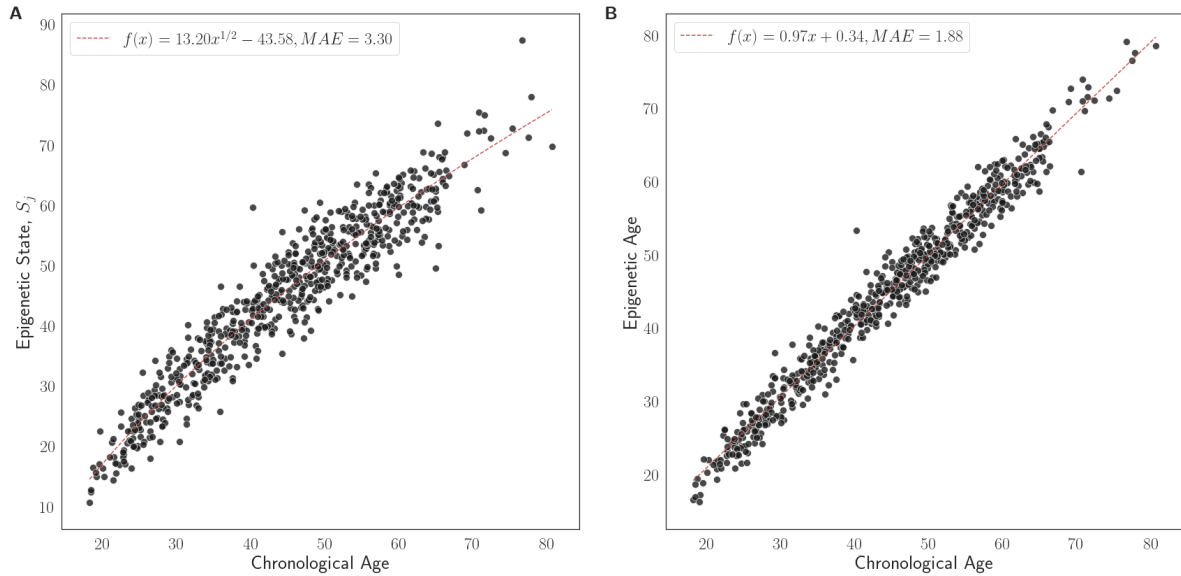 A
f(x) = 13.20x^{1/2} − 43.58, MAE = 3.30
90
80
70
60
50
40
30
20
10
Epigenetic State, S_j
20 30 40 50 60 70 80
Chronological Age
B
f(x) = 0.97x + 0.34, MAE = 1.88
80
70
60
50
40
30
20
Epigenetic Age
20 30 40 50 60 70 80
Chronological Age